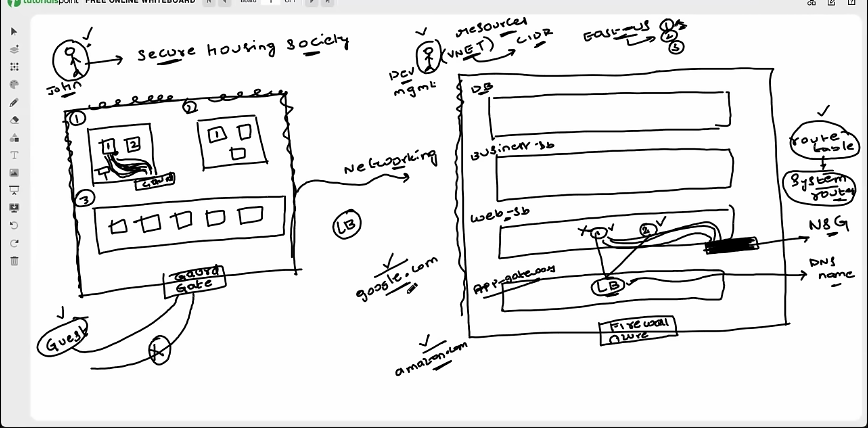 tutorialspoint FREE ONLINE WHITEBOARD
John
Secure Housing Society
1
2
1
2
Gaurd
1
3
Gaurd
Gate
Guest
Networking
LB
google.com
amazon.com
Dev
mgmt
(VNET)
resources
CIDR
East-US
1
2
3
DB
Business-sb
Web-sb
1
2
App-gateway
LB
Firewall
Azure
route
table
System
routes
NSG
DNS
name